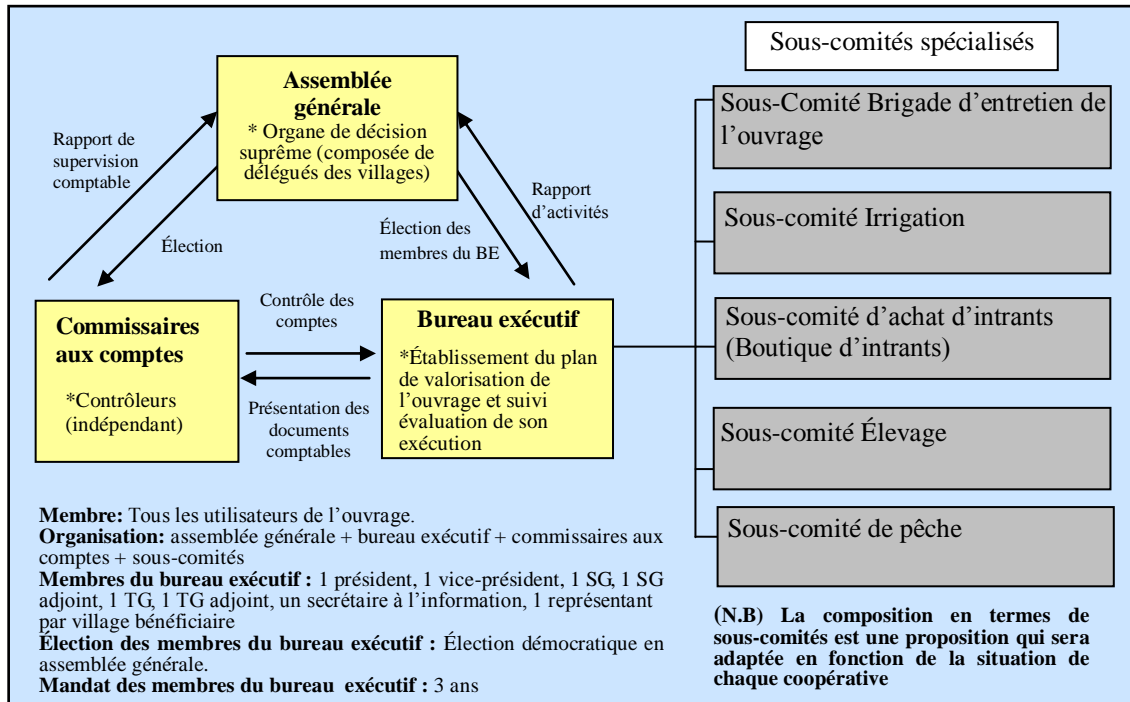 Assemblée
générale
* Organe de décision
suprême (composée de
délégués des villages)
Rapport de
supervision
comptable
Élection
Élection des
membres du BE
Rapport
d’activités
Commissaires
aux comptes
*Contrôleurs
(indépendant)
Contrôle des
comptes
Présentation des
documents
comptables
Bureau exécutif
*Établissement du plan
de valorisation de
l’ouvrage et suivi
évaluation de son
exécution
Sous-comités spécialisés
Sous-Comité Brigade d’entretien de
l’ouvrage
Sous-comité Irrigation
Sous-comité d’achat d’intrants
(Boutique d’intrants)
Sous-comité Élevage
Sous-comité de pêche
Membre: Tous les utilisateurs de l’ouvrage.
Organisation: assemblée générale + bureau exécutif + commissaires aux
comptes + sous-comités
Membres du bureau exécutif : 1 président, 1 vice-président, 1 SG, 1 SG
adjoint, 1 TG, 1 TG adjoint, un secrétaire à l’information, 1 représentant
par village bénéficiaire
Élection des membres du bureau exécutif : Élection démocratique en
assemblée générale.
Mandat des membres du bureau exécutif : 3 ans
(N.B) La composition en termes de
sous-comités est une proposition qui sera
adaptée en fonction de la situation de
chaque coopérative